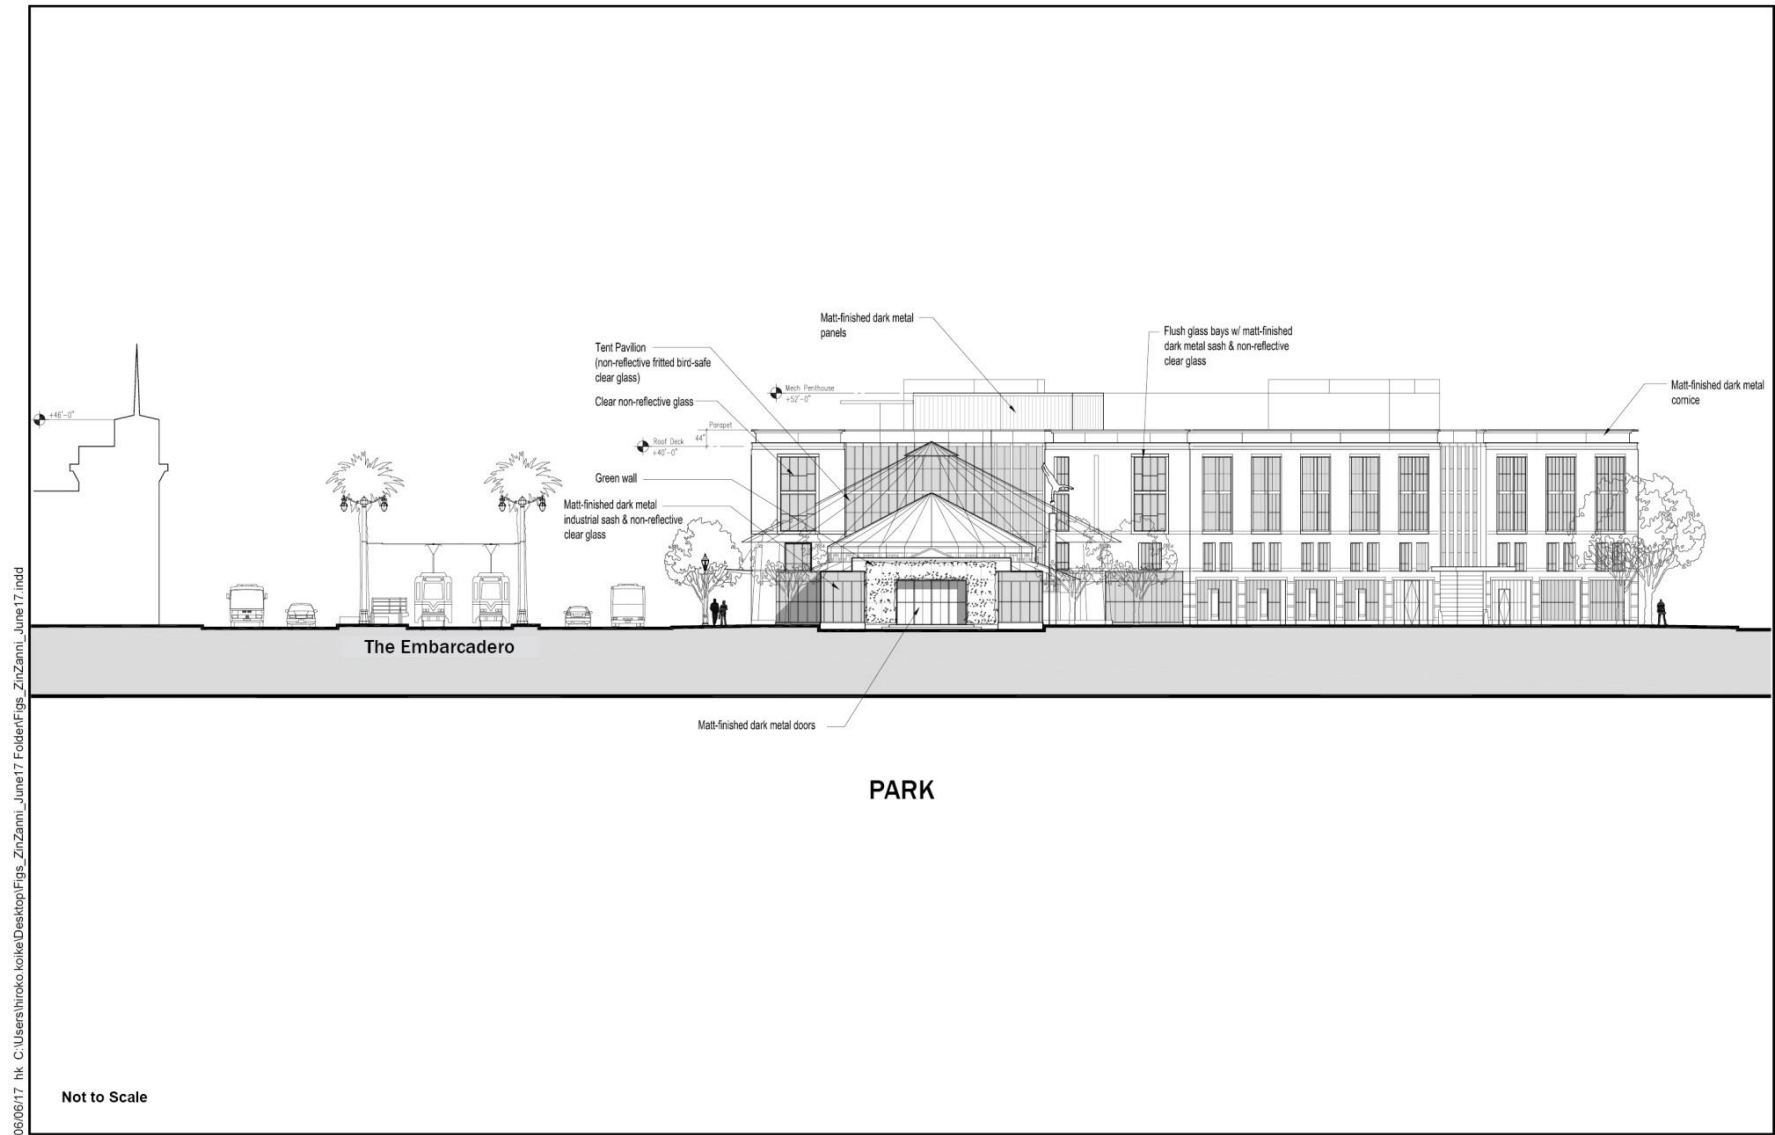 Matt-finished dark metal
panels
Flush glass bays w/ matt-finished
dark metal sash & non-reflective
clear glass
Tent Pavilion
(non-reflective fritted bird-safe
clear glass)
Mech Penthouse
+52'-0"
Matt-finished dark metal
cornice
Clear non-reflective glass
+46'-0"
Parapet
44"
Roof Deck
+40'-0"
Green wall
Matt-finished dark metal
industrial sash & non-reflective
clear glass
The Embarcadero
Matt-finished dark metal doors
PARK
Not to Scale
06/06/17 hk C:\Users\hiroko.koike\Desktop\Figs_ZinZanni_June17 Folder\Figs_ZinZanni_June17.indd